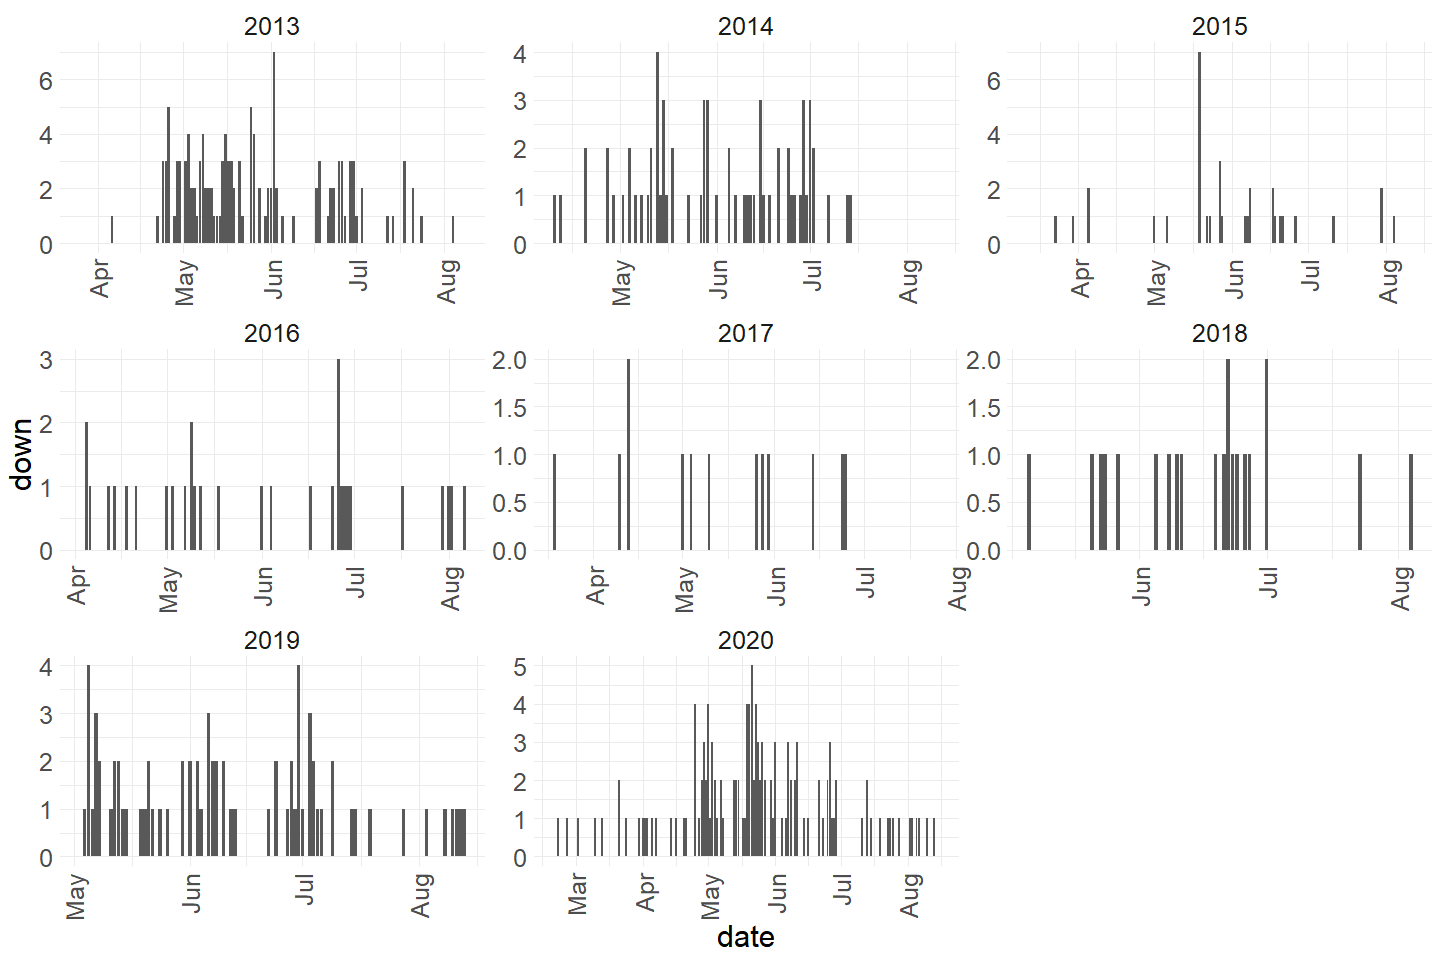 2013 2014 2015
6 4 2 0
4 3 2 1 0
6 4 2 0
Apr May Jun Jul Aug
May Jun Jul Aug
Apr May Jun Jul Aug
2016 2017 2018
down
3 2 1 0
2.0 1.5 1.0 0.5 0.0
2.0 1.5 1.0 0.5 0.0
Apr May Jun Jul Aug
Apr May Jun Jul Aug
Jun Jul Aug
2019 2020
4 3 2 1 0
5 4 3 2 1 0
May Jun Jul Aug
Mar Apr May Jun Jul Aug
date